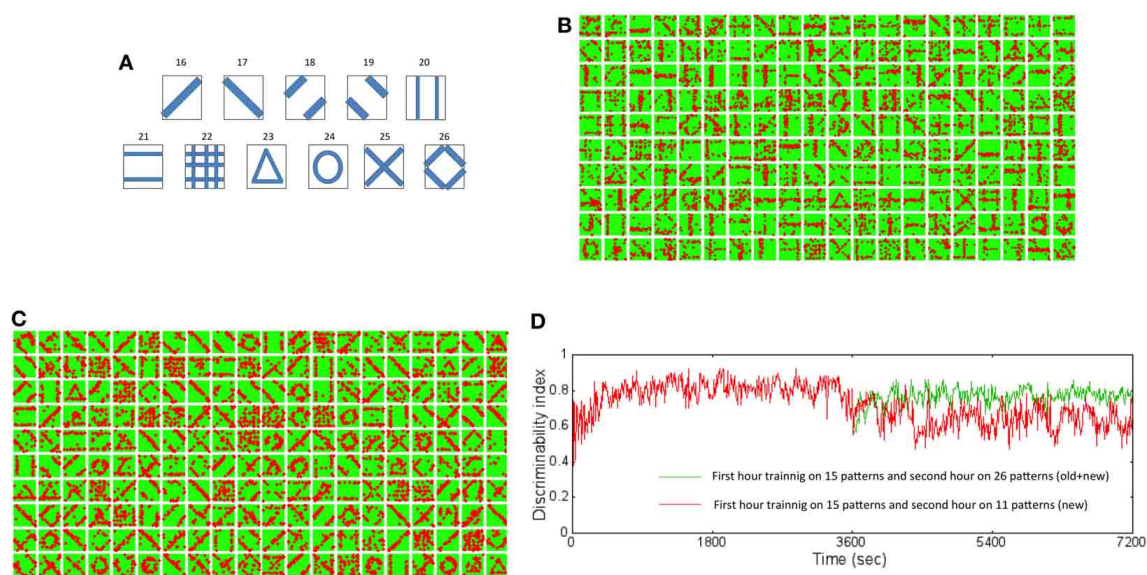 A
16 17 18 19 20
21 22 23 24 25 26
B
C
D
Discriminability index
1
0.8
0.6
0.4
0.2
0
First hour trainnig on 15 patterns and second hour on 26 patterns (old+new)
First hour trainnig on 15 patterns and second hour on 11 patterns (new)
0 1800 3600 5400 7200
Time (sec)